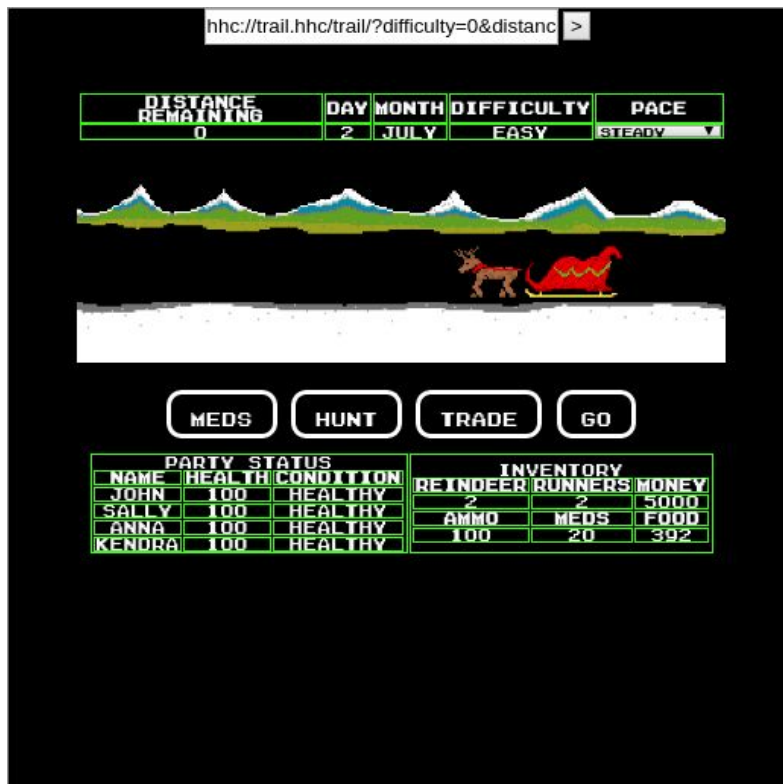 hhc://trail.hhc/trail/?difficulty=0&distanc >
DISTANCE REMAINING DAY MONTH DIFFICULTY PACE
0 2 JULY EASY STEADY
MEDS HUNT TRADE GO
PARTY STATUS
NAME HEALTH CONDITION
JOHN 100 HEALTHY
SALLY 100 HEALTHY
ANNA 100 HEALTHY
KENDRA 100 HEALTHY
INVENTORY
REINDEER RUNNERS MONEY
2 2 5000
AMMO MEDS FOOD
100 20 392